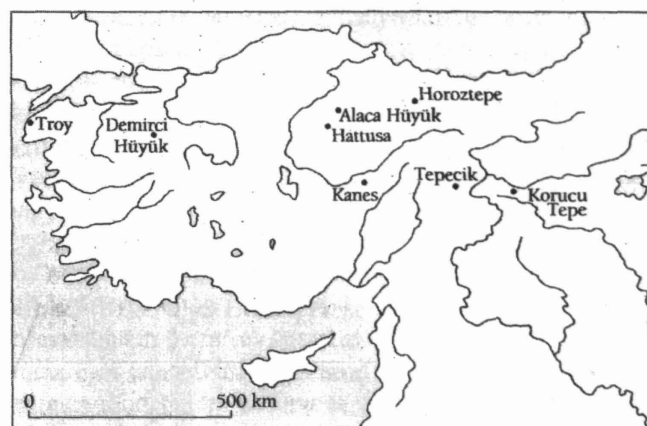 Horoztepe
Alaca Hüyük
Troy
Demirci
Hüyük
Hattusa
Kanes
Tepecik
Korucu
Tepe
0
500 km